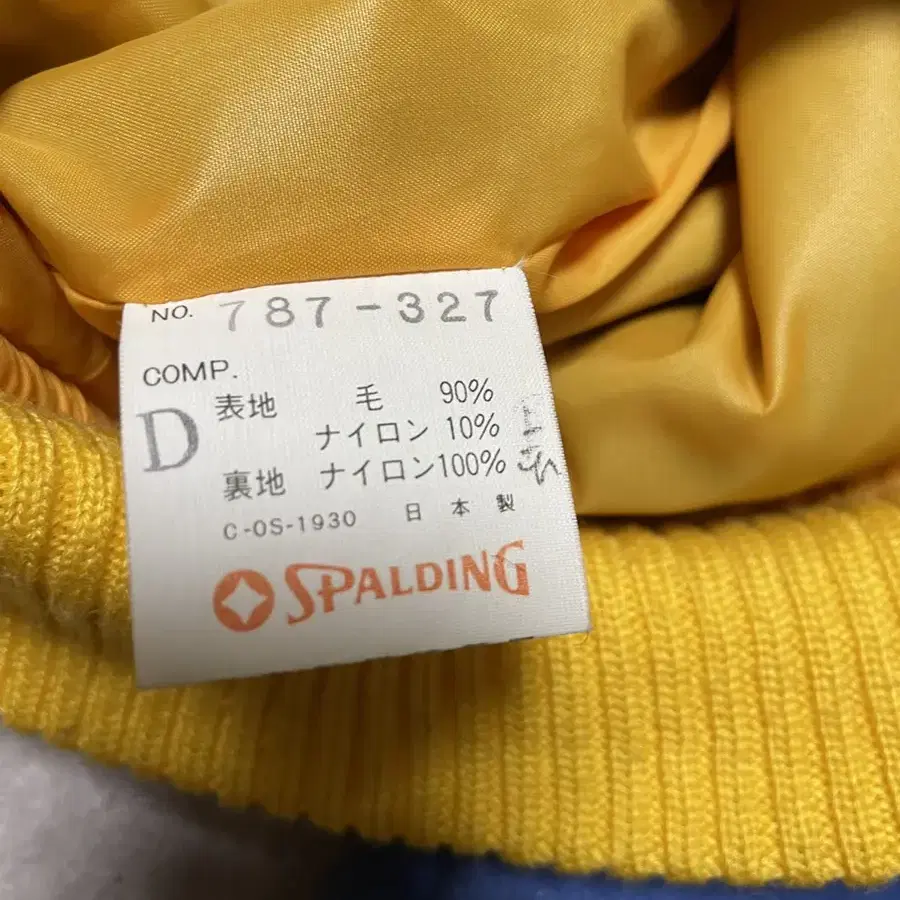 NO. 787-327
COMP.
D
表地 毛 90%
ナイロン 10%
裏地 ナイロン100%
C-OS-1930 日本製
SPALDING